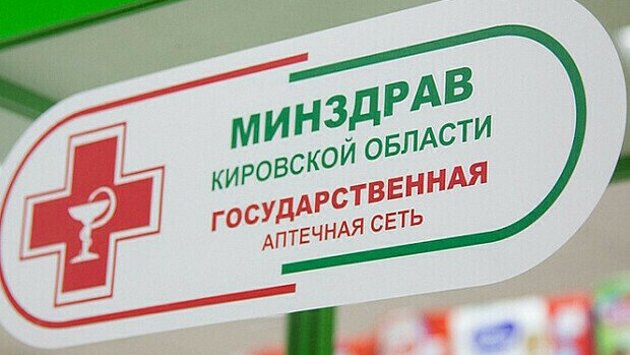 МИНЗДРАВ
КИРОВСКОЙ ОБЛАСТИ
ГОСУДАРСТВЕННАЯ
АПТЕЧНАЯ СЕТЬ